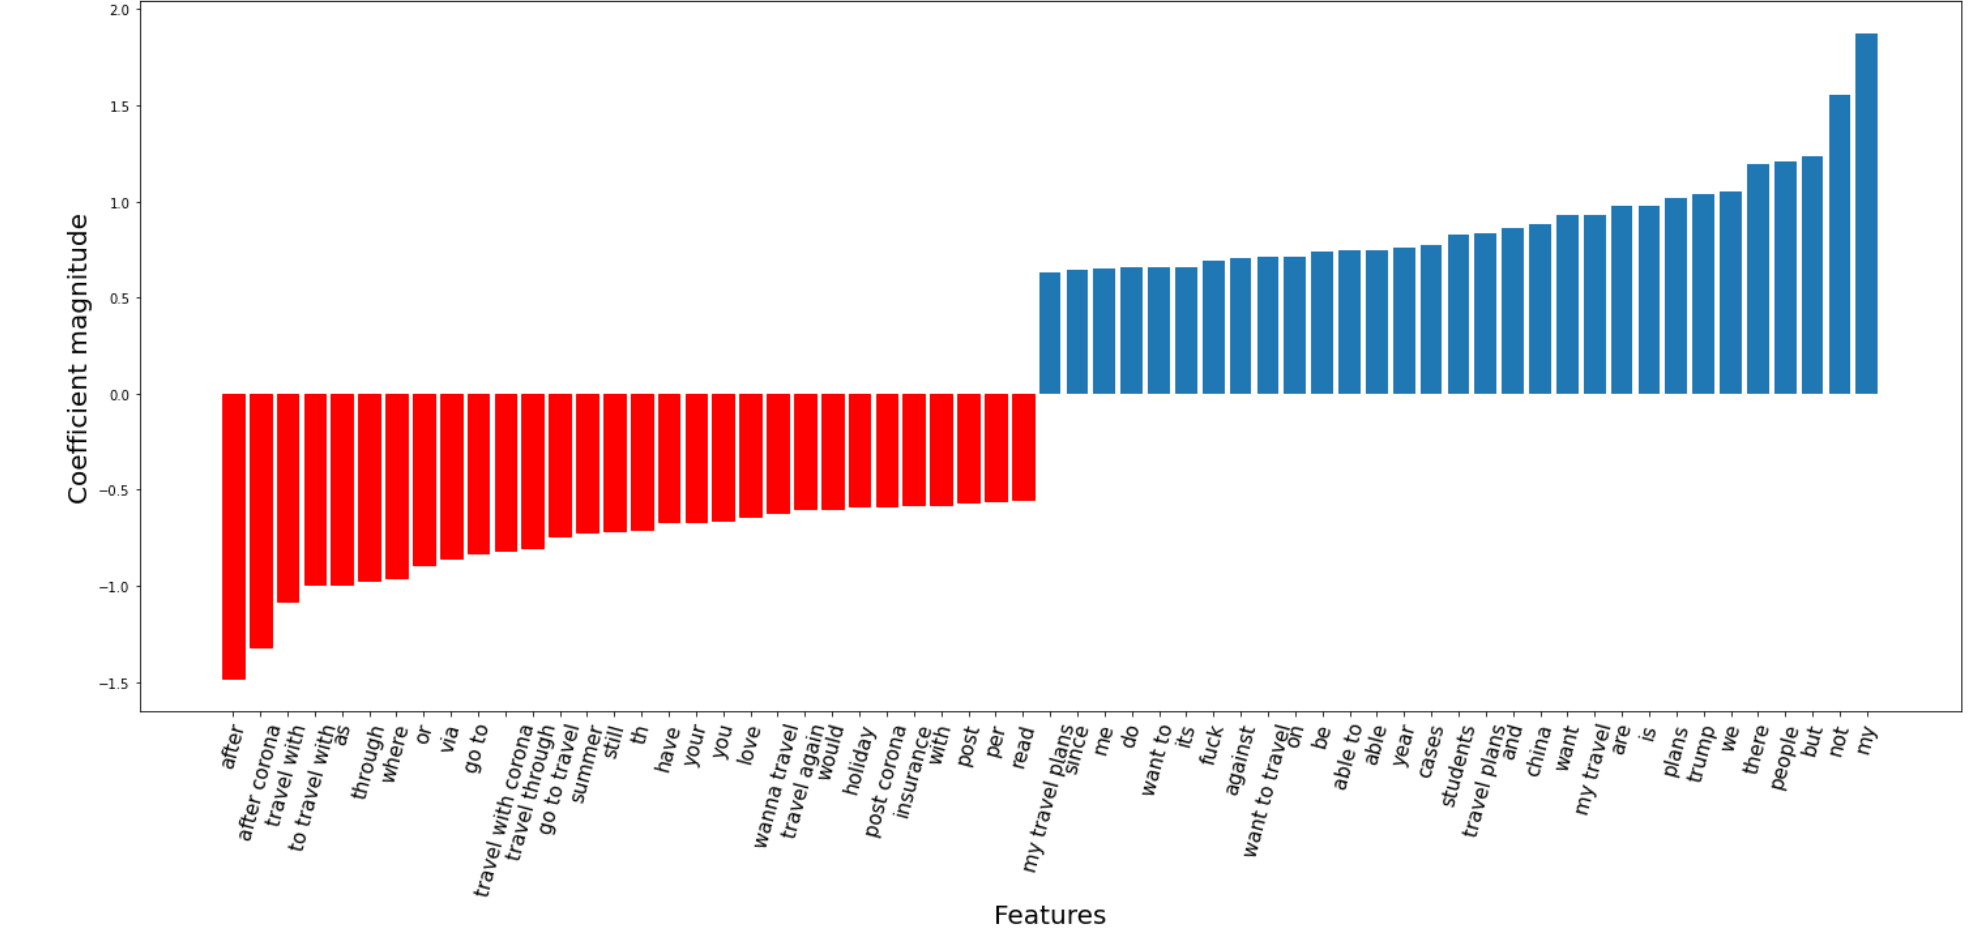 2.0
1.5
1.0
0.5
0.0
−0.5
−1.0
−1.5
Coefficient magnitude
after
after corona
travel with
to travel with
as
through
where
or
via
go to
travel with corona
travel through
go to travel
summer
still
th
have
your
you
love
wanna travel
travel again
would
holiday
post corona
insurance
with
post
per
read
my travel plans
since
me
do
want to
its
fuck
against
want to travel
on
be
able to
able
year
cases
students
travel plans
and
china
want
my travel
are
is
plans
trump
we
there
people
but
not
my
Features